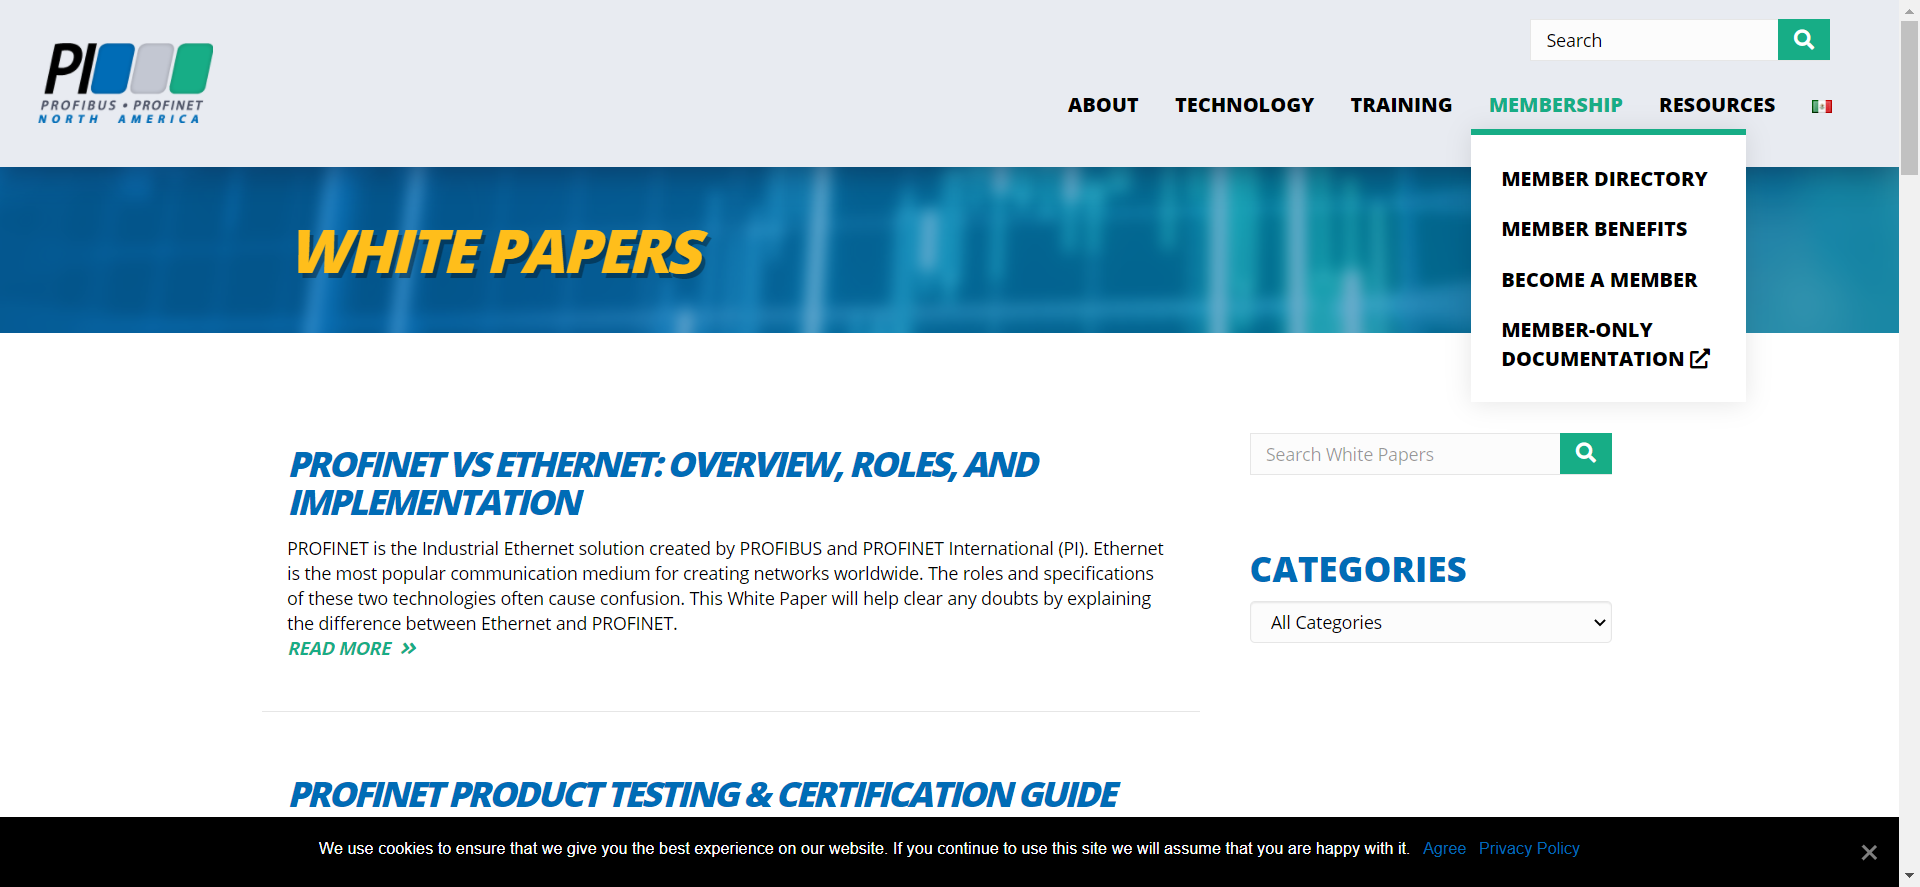 PI
PROFIBUS • PROFINET
NORTH AMERICA
Search
ABOUT
TECHNOLOGY
TRAINING
MEMBERSHIP
RESOURCES
MEMBER DIRECTORY
MEMBER BENEFITS
BECOME A MEMBER
MEMBER-ONLY
DOCUMENTATION
WHITE PAPERS
PROFINET VS ETHERNET: OVERVIEW, ROLES, AND
IMPLEMENTATION
PROFINET is the Industrial Ethernet solution created by PROFIBUS and PROFINET International (PI). Ethernet
is the most popular communication medium for creating networks worldwide. The roles and specifications
of these two technologies often cause confusion. This White Paper will help clear any doubts by explaining
the difference between Ethernet and PROFINET.
READ MORE »
Search White Papers
CATEGORIES
All Categories
PROFINET PRODUCT TESTING & CERTIFICATION GUIDE
We use cookies to ensure that we give you the best experience on our website. If you continue to use this site we will assume that you are happy with it. Agree Privacy Policy